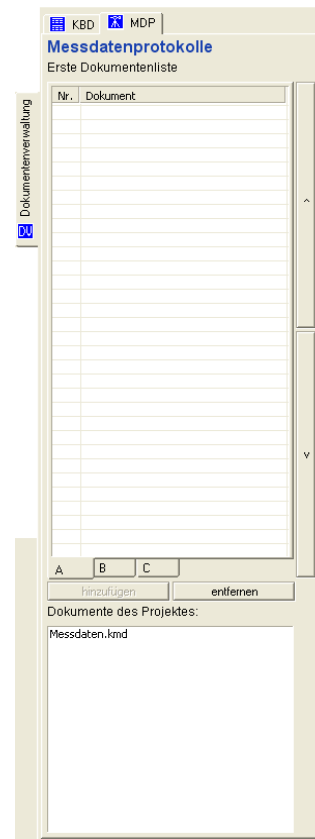 KBD MDP
Messdatenprotokolle
Erste Dokumentenliste
Nr. Dokument
Dokumentenverwaltung
DV
^
v
A B C
hinzufügen entfernen
Dokumente des Projektes:
Messdaten.kmd